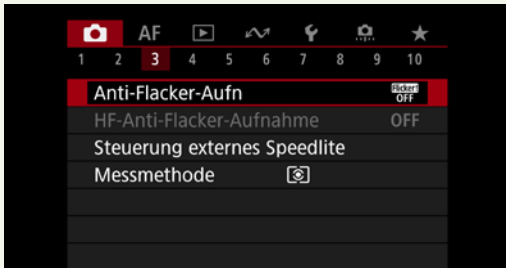 AF
1 2 3 4 5 6 7 8 9 10
Anti-Flacker-Aufn Flicker! OFF
HF-Anti-Flacker-Aufnahme OFF
Steuerung externes Speedlite
Messmethode